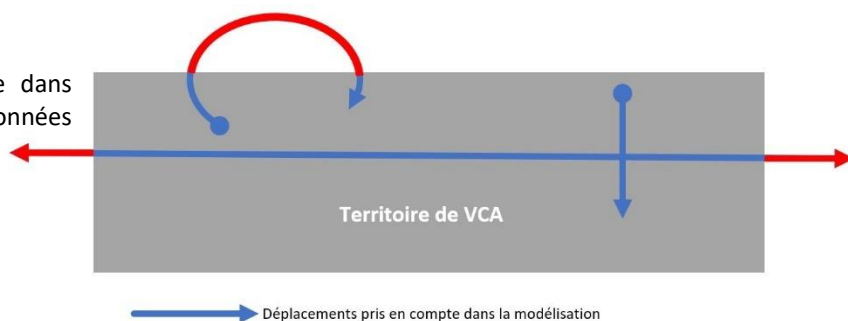 e dans
onnées
Territoire de VCA
Déplacements pris en compte dans la modélisation